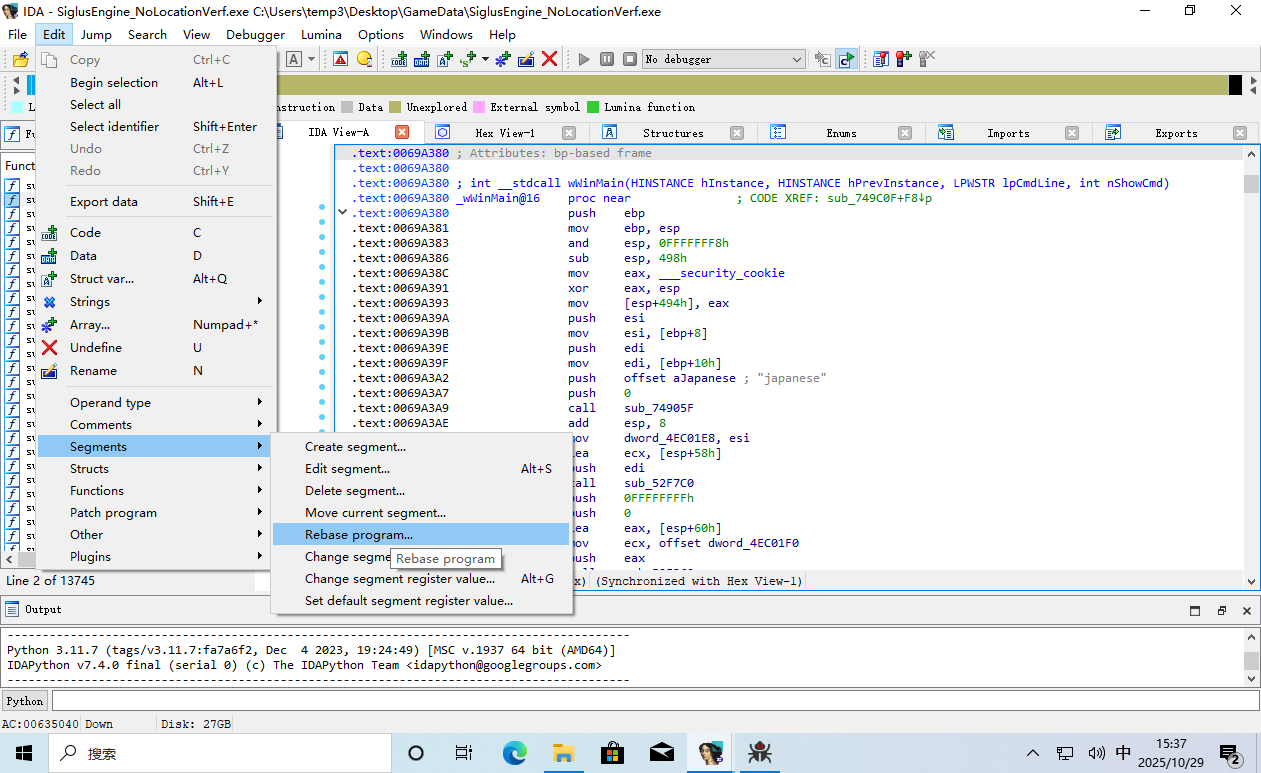 IDA - SiglusEngine_NoLocationVerf.exe C:\Users\temp3\Desktop\GameData\SiglusEngine_NoLocationVerf.exe
File Edit Jump Search View Debugger Lumina Options Windows Help
No debugger
Copy Ctrl+C
Begin selection Alt+L
Select all
Select identifier Shift+Enter
Undo Ctrl+Z
Redo Ctrl+Y
Export data Shift+E
Code C
Data D
Struct var... Alt+Q
Strings
Array... Numpad+*
Undefine U
Rename N
Operand type
Comments
Segments
Structs
Functions
Patch program
Other
Plugins
Create segment...
Edit segment... Alt+S
Delete segment...
Move current segment...
Rebase program...
Rebase program
Change segment register value... Alt+G
Set default segment register value...
struction Data Unexplored External symbol Lumina function
IDA View-A Hex View-1 Structures Enums Imports Exports
Funct
.text:0069A380 ; Attributes: bp-based frame
.text:0069A380
.text:0069A380 ; int __stdcall wWinMain(HINSTANCE hInstance, HINSTANCE hPrevInstance, LPWSTR lpCmdLine, int nShowCmd)
.text:0069A380 _wWinMain@16 proc near ; CODE XREF: sub_749C0F+F8↓p
.text:0069A380 push ebp
.text:0069A381 mov ebp, esp
.text:0069A383 and esp, 0FFFFFFF8h
.text:0069A386 sub esp, 498h
.text:0069A38C mov eax, ___security_cookie
.text:0069A391 xor eax, esp
.text:0069A393 mov [esp+494h], eax
.text:0069A39A push esi
.text:0069A39B mov esi, [ebp+8]
.text:0069A39E push edi
.text:0069A39F mov edi, [ebp+10h]
.text:0069A3A2 push offset aJapanese ; "japanese"
.text:0069A3A7 push 0
.text:0069A3A9 call sub_74905F
.text:0069A3AE add esp, 8
ov dword_4EC01E8, esi
ea ecx, [esp+58h]
ush edi
all sub_52F7C0
ush 0FFFFFFFFh
ush 0
ea eax, [esp+60h]
ov ecx, offset dword_4EC01F0
ush eax
Line 2 of 13745
x) (Synchronized with Hex View-1)
Output
Python 3.11.7 (tags/v3.11.7:fa7a6f2, Dec 4 2023, 19:24:49) [MSC v.1937 64 bit (AMD64)]
IDAPython v7.4.0 final (serial 0) (c) The IDAPython Team <idapython@googlegroups.com>
Python
AC:00635040 Down Disk: 27GB
搜索
中
15:37
2025/10/29
2